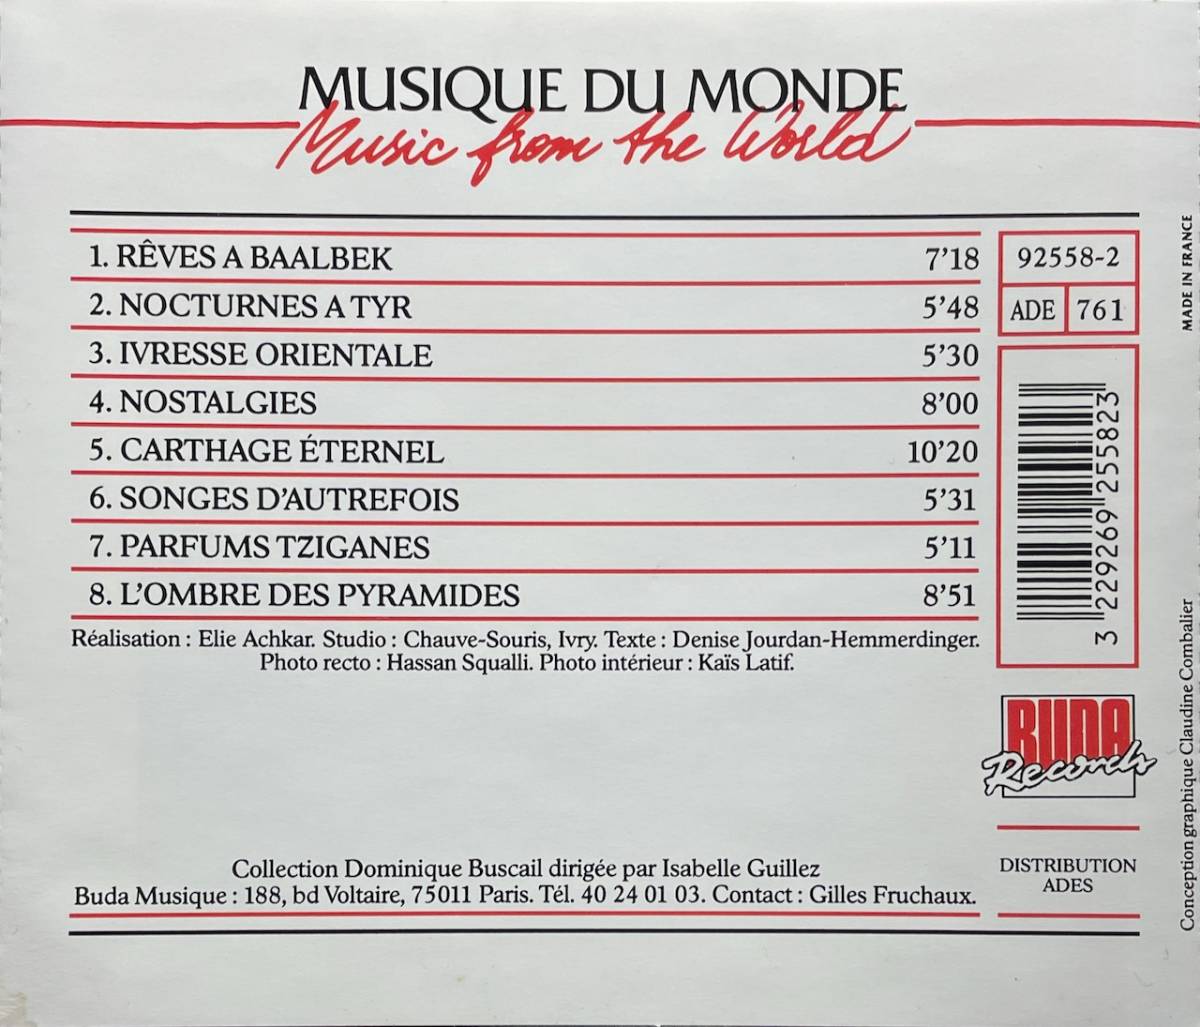 MUSIQUE DU MONDE
Music from the World
1. RÊVES A BAALBEK 7'18
2. NOCTURNES A TYR 5'48
3. IVRESSE ORIENTALE 5'30
4. NOSTALGIES 8'00
5. CARTHAGE ÉTERNEL 10'20
6. SONGES D'AUTREFOIS 5'31
7. PARFUMS TZIGANES 5'11
8. L'OMBRE DES PYRAMIDES 8'51
Réalisation : Elie Achkar. Studio : Chauve-Souris, Ivry. Texte : Denise Jourdan-Hemmerdinger.
Photo recto : Hassan Squalli. Photo intérieur : Kaïs Latif.
92558-2
ADE 761
3 229269 255823
BUDA
Records
DISTRIBUTION
ADES
Collection Dominique Buscail dirigée par Isabelle Guillez
Buda Musique : 188, bd Voltaire, 75011 Paris. Tél. 40 24 01 03. Contact : Gilles Fruchaux.
MADE IN FRANCE
Conception graphique Claudine Combalier